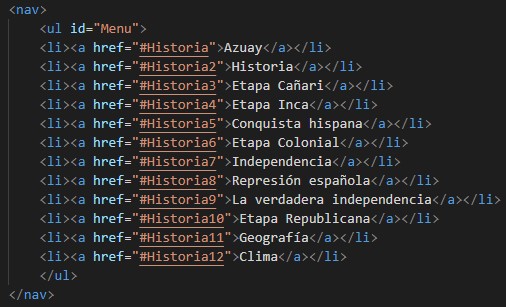 <nav>
<ul id="Menu">
<li><a href="#Historia">Azuay</a></li>
<li><a href="#Historia2">Historia</a></li>
<li><a href="#Historia3">Etapa Cañari</a></li>
<li><a href="#Historia4">Etapa Inca</a></li>
<li><a href="#Historia5">Conquista hispana</a></li>
<li><a href="#Historia6">Etapa Colonial</a></li>
<li><a href="#Historia7">Independencia</a></li>
<li><a href="#Historia8">Represión española</a></li>
<li><a href="#Historia9">La verdadera independencia</a></li>
<li><a href="#Historia10">Etapa Republicana</a></li>
<li><a href="#Historia11">Geografía</a></li>
<li><a href="#Historia12">Clima</a></li>
</ul>
</nav>